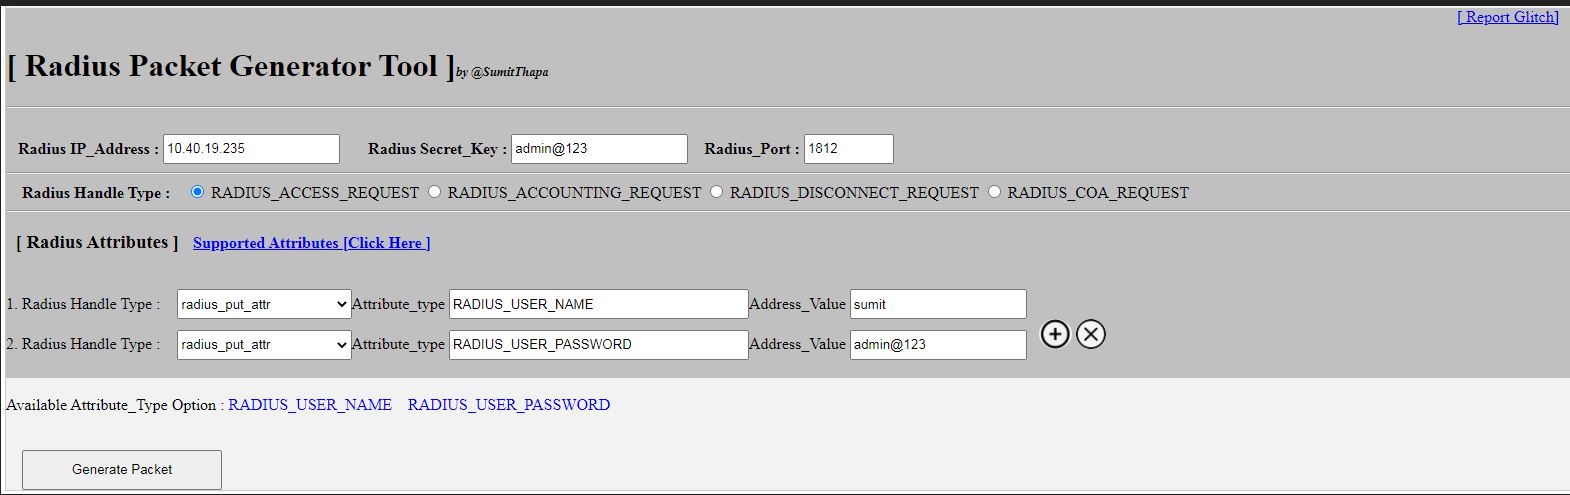 [ Report Glitch]
[ Radius Packet Generator Tool ]by @SumitThapa
Radius IP_Address : 10.40.19.235 Radius Secret_Key : admin@123 Radius_Port : 1812
Radius Handle Type : RADIUS_ACCESS_REQUEST RADIUS_ACCOUNTING_REQUEST RADIUS_DISCONNECT_REQUEST RADIUS_COA_REQUEST
[ Radius Attributes ] Supported Attributes [Click Here ]
1. Radius Handle Type : radius_put_attr Attribute_type RADIUS_USER_NAME Address_Value sumit
2. Radius Handle Type : radius_put_attr Attribute_type RADIUS_USER_PASSWORD Address_Value admin@123
Available Attribute_Type Option : RADIUS_USER_NAME RADIUS_USER_PASSWORD
Generate Packet